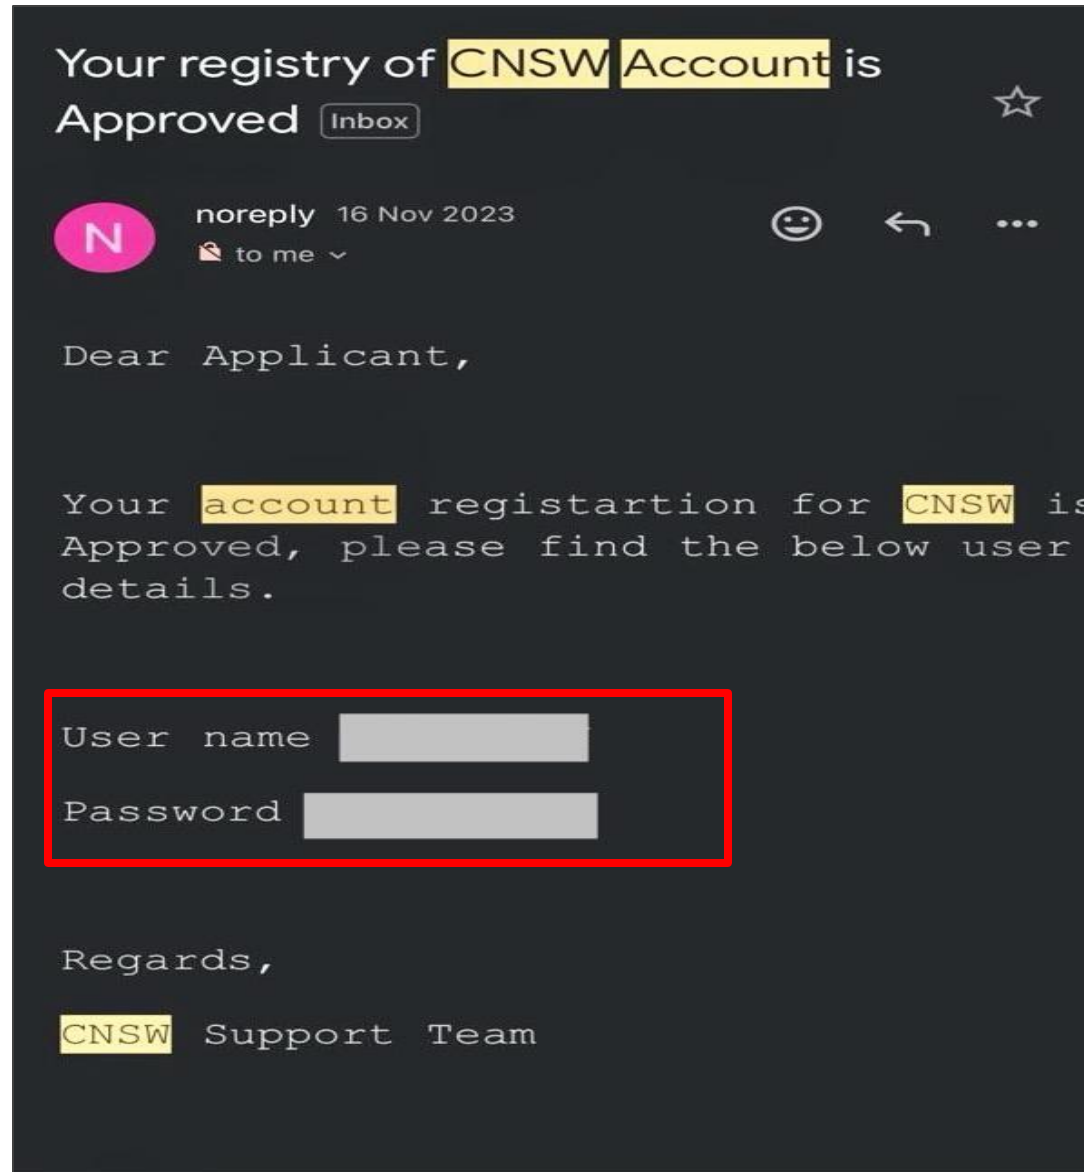 Your registry of CNSW Account is
Approved Inbox
noreply 16 Nov 2023
N
to me
Dear Applicant,
Your account registartion for CNSW is
Approved, please find the below user
details.
User name
Password
Regards,
CNSW Support Team